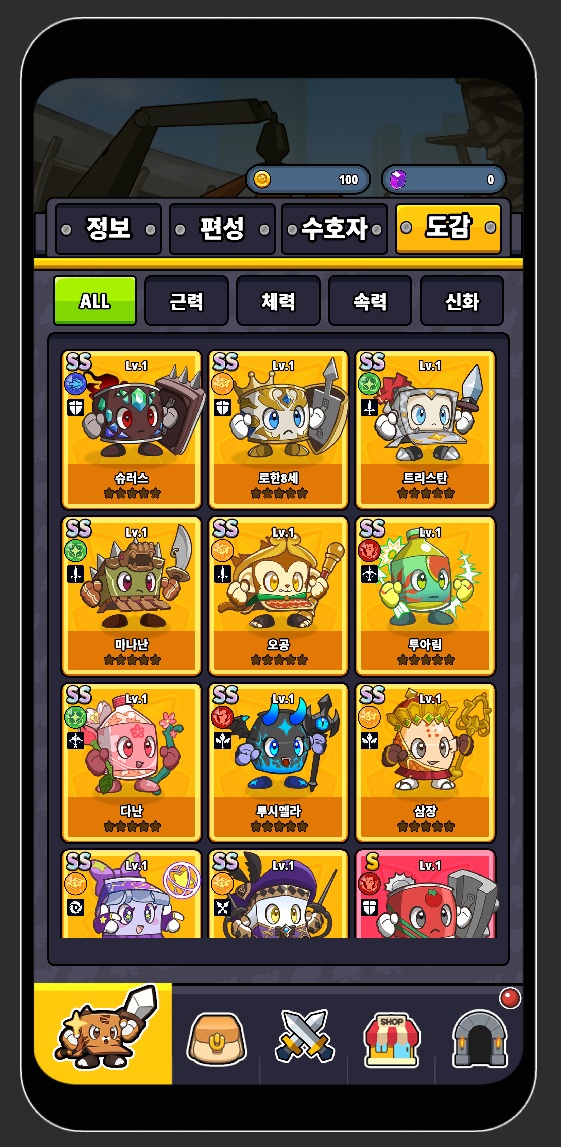 100
0
정보
편성
수호자
도감
ALL
근력
체력
속력
신화
SS
Lv.1
슈러스
SS
Lv.1
로한8세
SS
Lv.1
트리스탄
SS
Lv.1
마나난
SS
Lv.1
오공
SS
Lv.1
투아림
SS
Lv.1
다난
SS
Lv.1
루시엘라
SS
Lv.1
삼장
SS
Lv.1
SS
Lv.1
S
Lv.1
SHOP